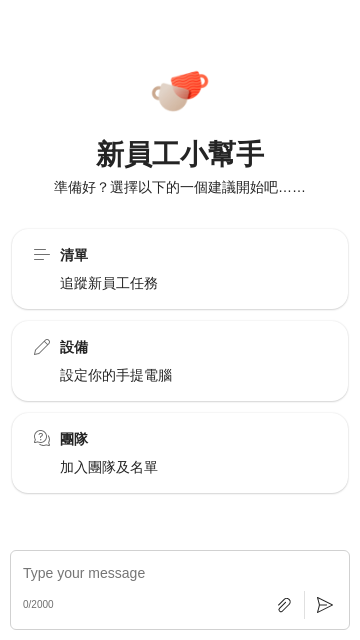 新員工小幫手
準備好？選擇以下的一個建議開始吧……
清單
追蹤新員工任務
設備
設定你的手提電腦
團隊
加入團隊及名單
Type your message
0/2000